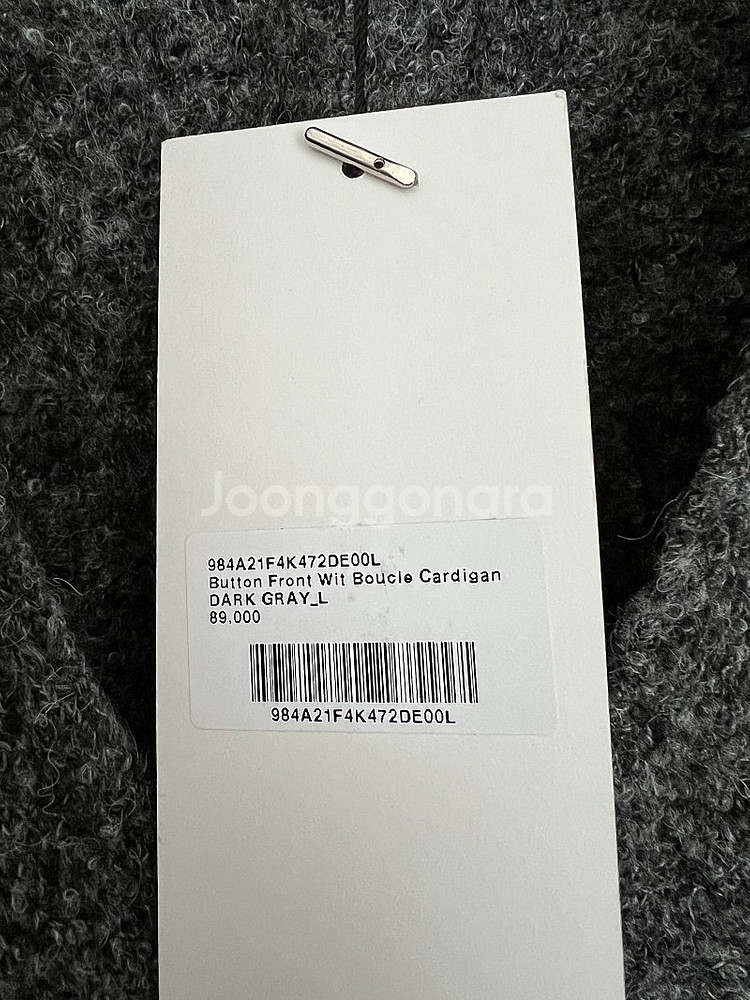 Joonggonara
984A21F4K472DE00L
Button Front Wit Boucle Cardigan
DARK GRAY_L
89,000
984A21F4K472DE00L